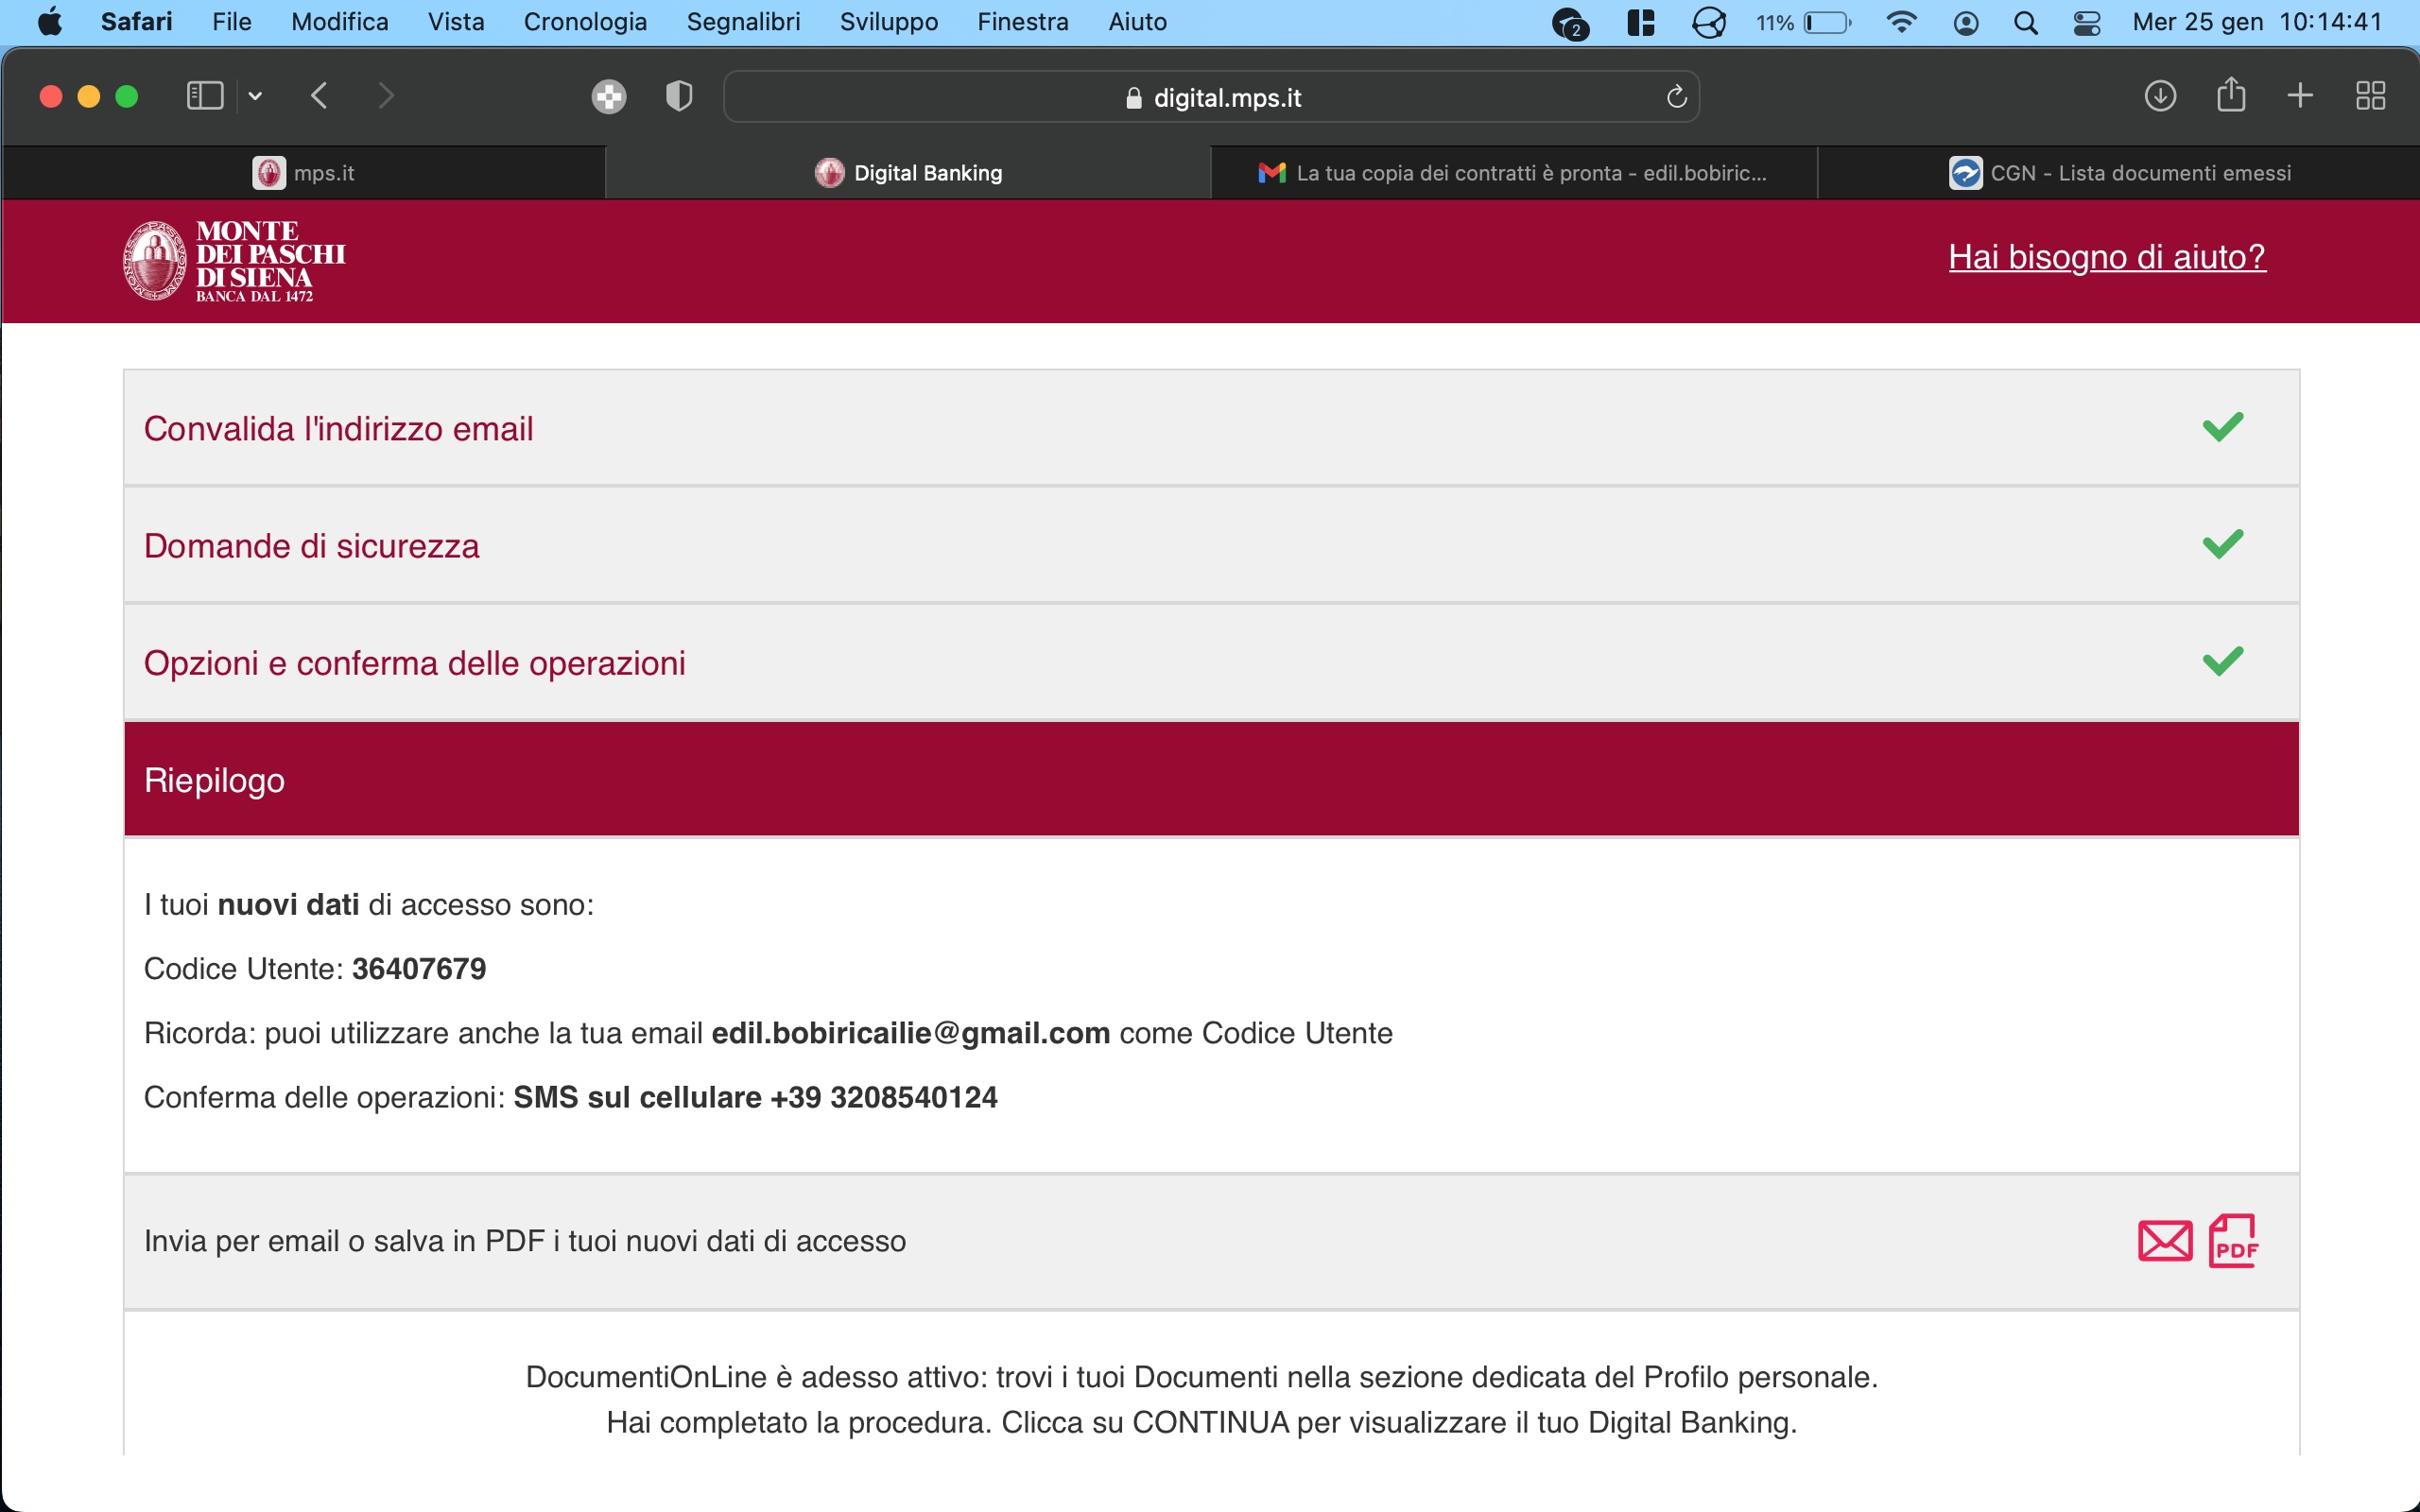 Safari File Modifica Vista Cronologia Segnalibri Sviluppo Finestra Aiuto 2 11% Mer 25 gen 10:14:41
digital.mps.it
mps.it
Digital Banking
La tua copia dei contratti è pronta - edil.bobiric...
CGN - Lista documenti emessi
MONTE
DEI PASCHI
DI SIENA
BANCA DAL 1472
Hai bisogno di aiuto?
Convalida l'indirizzo email
Domande di sicurezza
Opzioni e conferma delle operazioni
Riepilogo
I tuoi nuovi dati di accesso sono:
Codice Utente: 36407679
Ricorda: puoi utilizzare anche la tua email edil.bobiricailie@gmail.com come Codice Utente
Conferma delle operazioni: SMS sul cellulare +39 3208540124
Invia per email o salva in PDF i tuoi nuovi dati di accesso
PDF
DocumentiOnLine è adesso attivo: trovi i tuoi Documenti nella sezione dedicata del Profilo personale.
Hai completato la procedura. Clicca su CONTINUA per visualizzare il tuo Digital Banking.